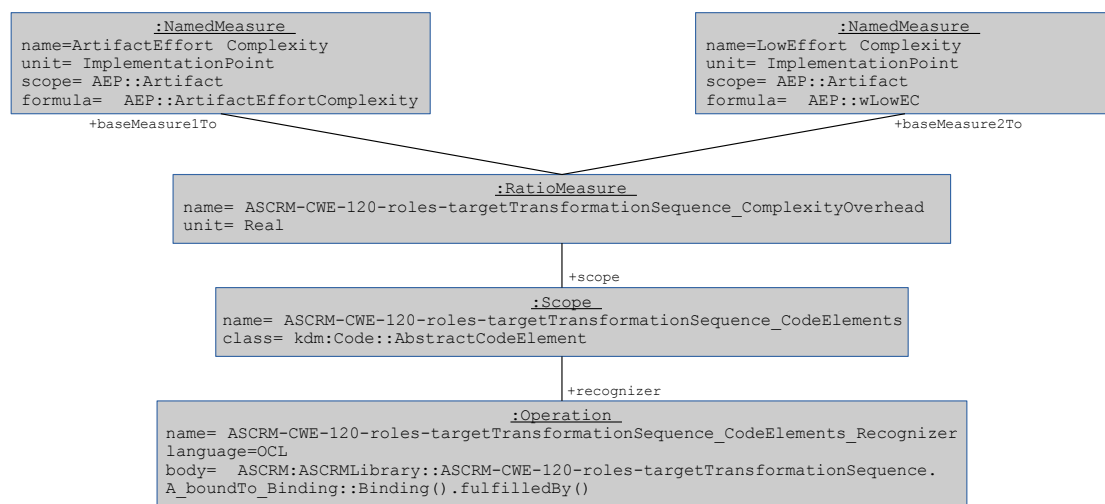 :NamedMeasure
name=ArtifactEffort Complexity
unit= ImplementationPoint
scope= AEP::Artifact
formula=  AEP::ArtifactEffortComplexity
:NamedMeasure
name=LowEffort Complexity
unit= ImplementationPoint
scope= AEP::Artifact
formula=  AEP::wLowEC
+baseMeasure1To
+baseMeasure2To
:RatioMeasure
name= ASCRM-CWE-120-roles-targetTransformationSequence_ComplexityOverhead
unit= Real
+scope
:Scope
name= ASCRM-CWE-120-roles-targetTransformationSequence_CodeElements
class= kdm:Code::AbstractCodeElement
+recognizer
:Operation
name= ASCRM-CWE-120-roles-targetTransformationSequence_CodeElements_Recognizer
language=OCL
body=  ASCRM:ASCRMLibrary::ASCRM-CWE-120-roles-targetTransformationSequence.
A_boundTo_Binding::Binding().fulfilledBy()